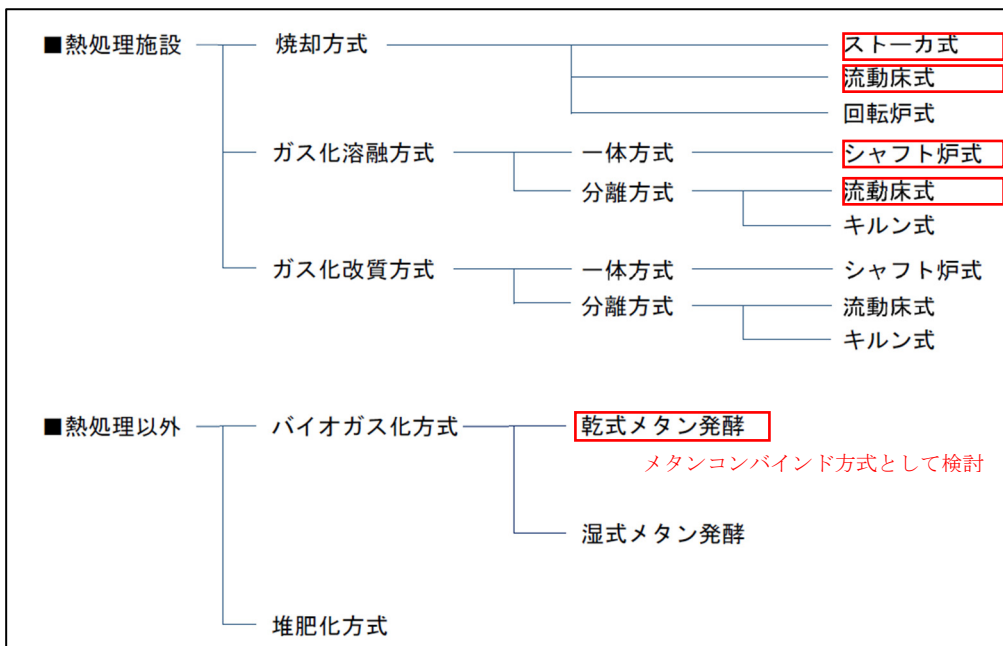 ■熱処理施設 焼却方式 ストーカ式
流動床式
回転炉式
ガス化溶融方式 一体方式 シャフト炉式
分離方式 流動床式
キルン式
ガス化改質方式 一体方式 シャフト炉式
分離方式 流動床式
キルン式
■熱処理以外 バイオガス化方式 乾式メタン発酵
メタンコンバインド方式として検討
湿式メタン発酵
堆肥化方式